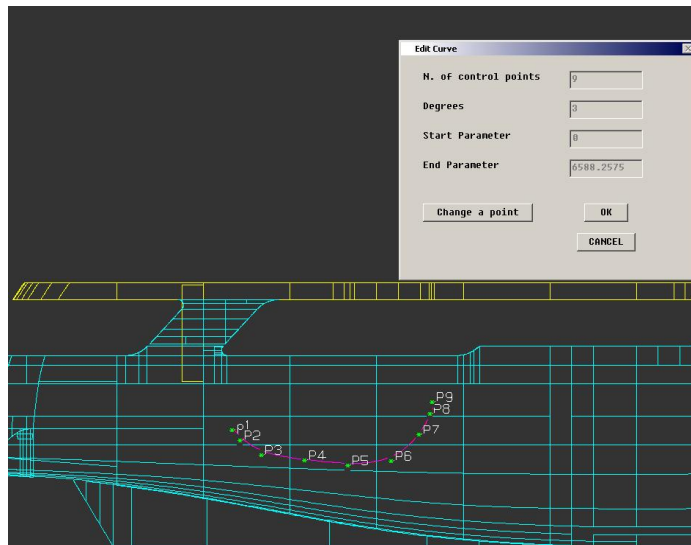 Edit Curve
N. of control points
9
Degrees
3
Start Parameter
0
End Parameter
6588.2575
Change a point
OK
CANCEL
P9
P8
P7
p1
P2
P3
P4
P5
P6